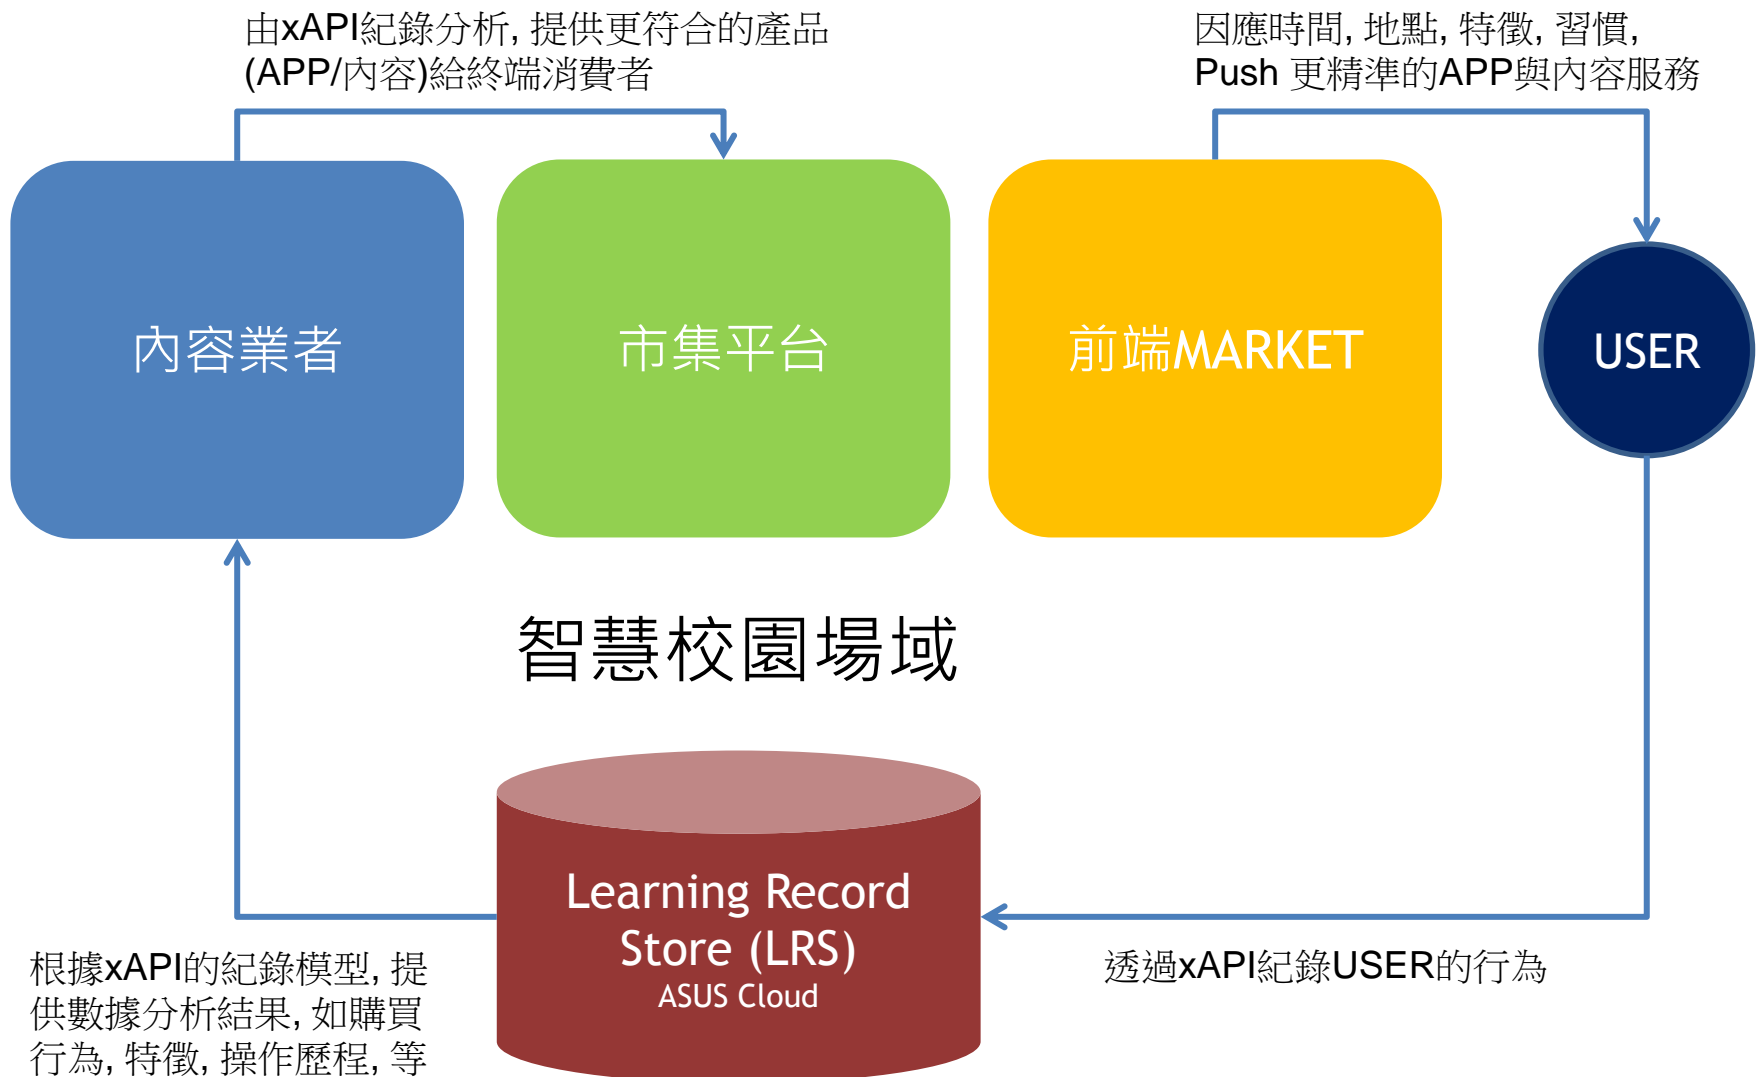 由xAPI紀錄分析, 提供更符合的產品
(APP/內容)給終端消費者
因應時間, 地點, 特徵, 習慣,
Push 更精準的APP與內容服務
內容業者
市集平台
前端MARKET
USER
智慧校園場域
Learning Record
Store (LRS)
ASUS Cloud
根據xAPI的紀錄模型, 提
供數據分析結果, 如購買
行為, 特徵, 操作歷程, 等
透過xAPI紀錄USER的行為